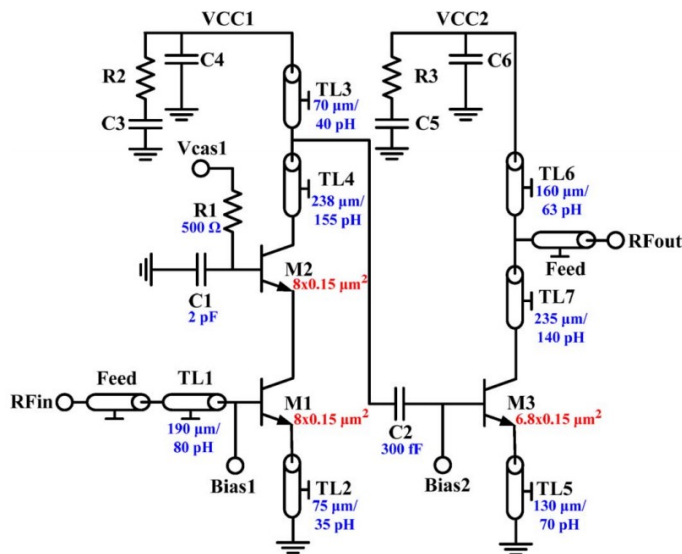 VCC1
VCC2
C4
R2
C3
TL3
70 μm/
40 pH
C6
R3
C5
Vcas1
TL4
238 μm/
155 pH
R1
500 Ω
TL6
160 μm/
63 pH
RFout
Feed
M2
8x0.15 μm²
C1
2 pF
TL7
235 μm/
140 pH
Feed
TL1
RFin
190 μm/
80 pH
M1
8x0.15 μm²
C2
300 fF
M3
6.8x0.15 μm²
Bias1
Bias2
TL2
75 μm/
35 pH
TL5
130 μm/
70 pH